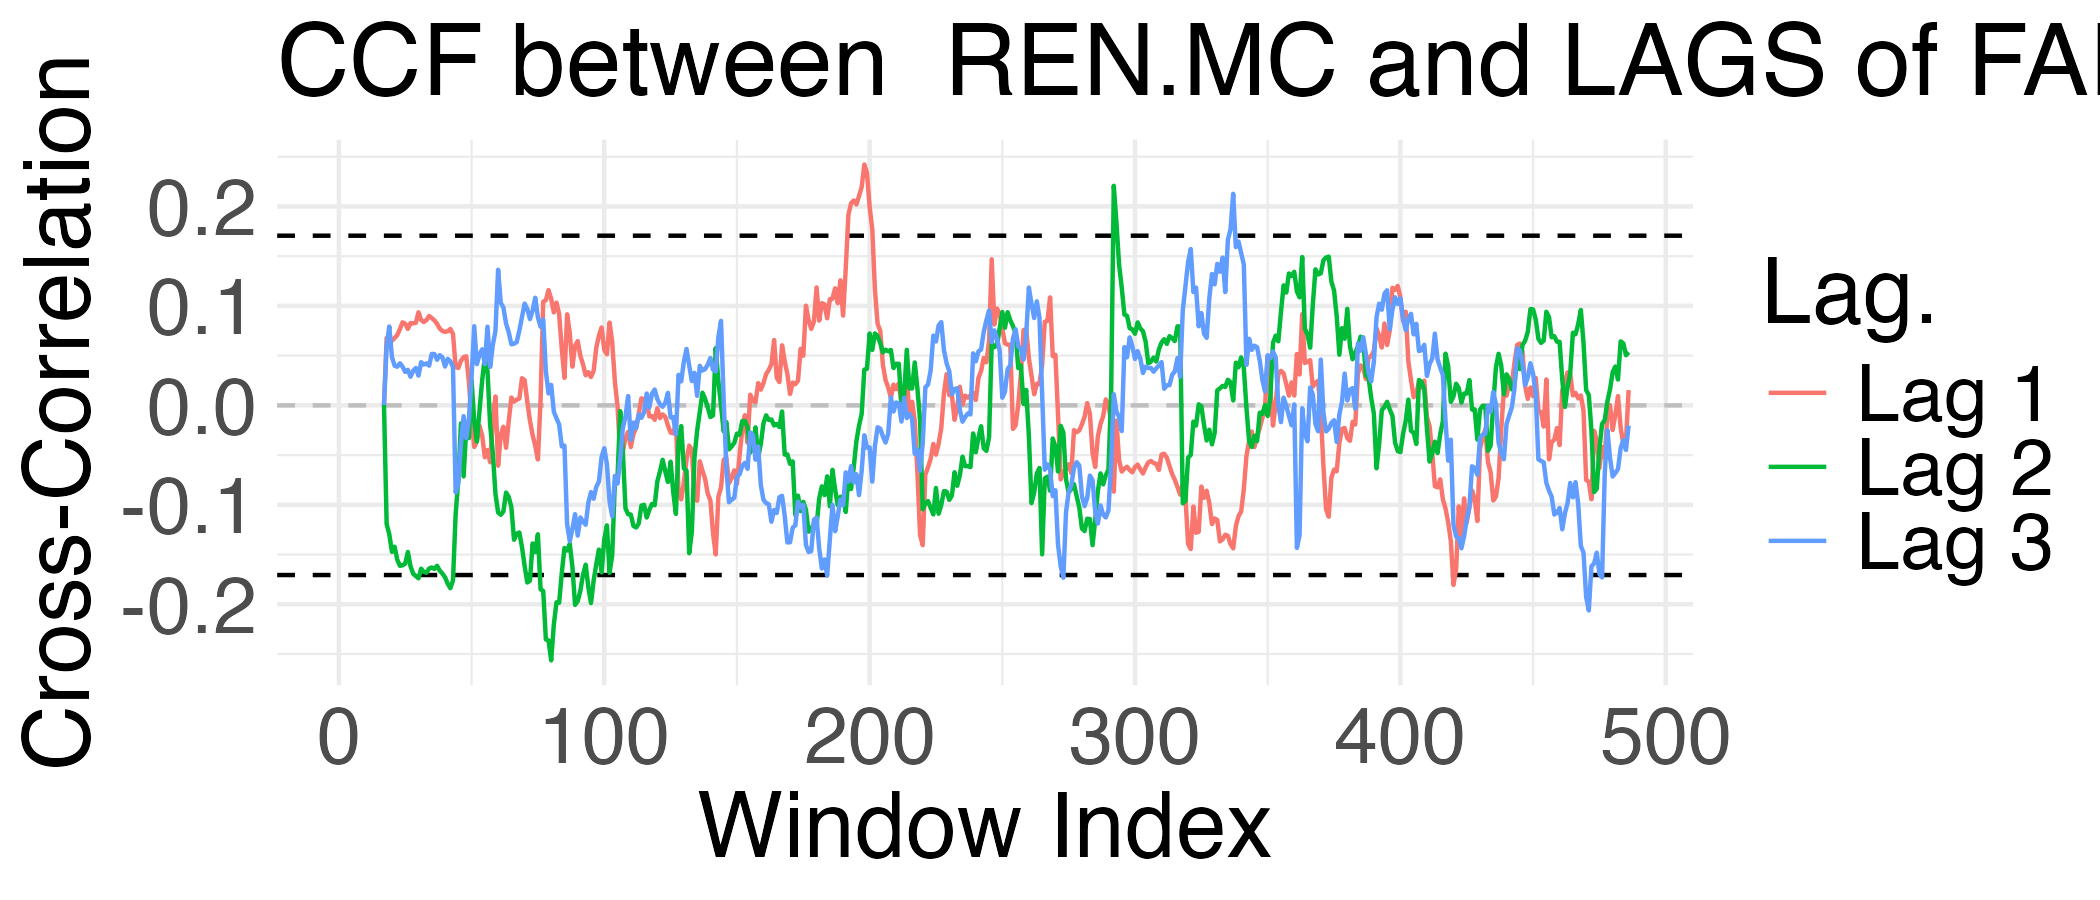 CCF between  REN.MC and LAGS of FA
Cross-Correlation
0.2
0.1
0.0
-0.1
-0.2
0 100 200 300 400 500
Window Index
Lag.
Lag 1
Lag 2
Lag 3